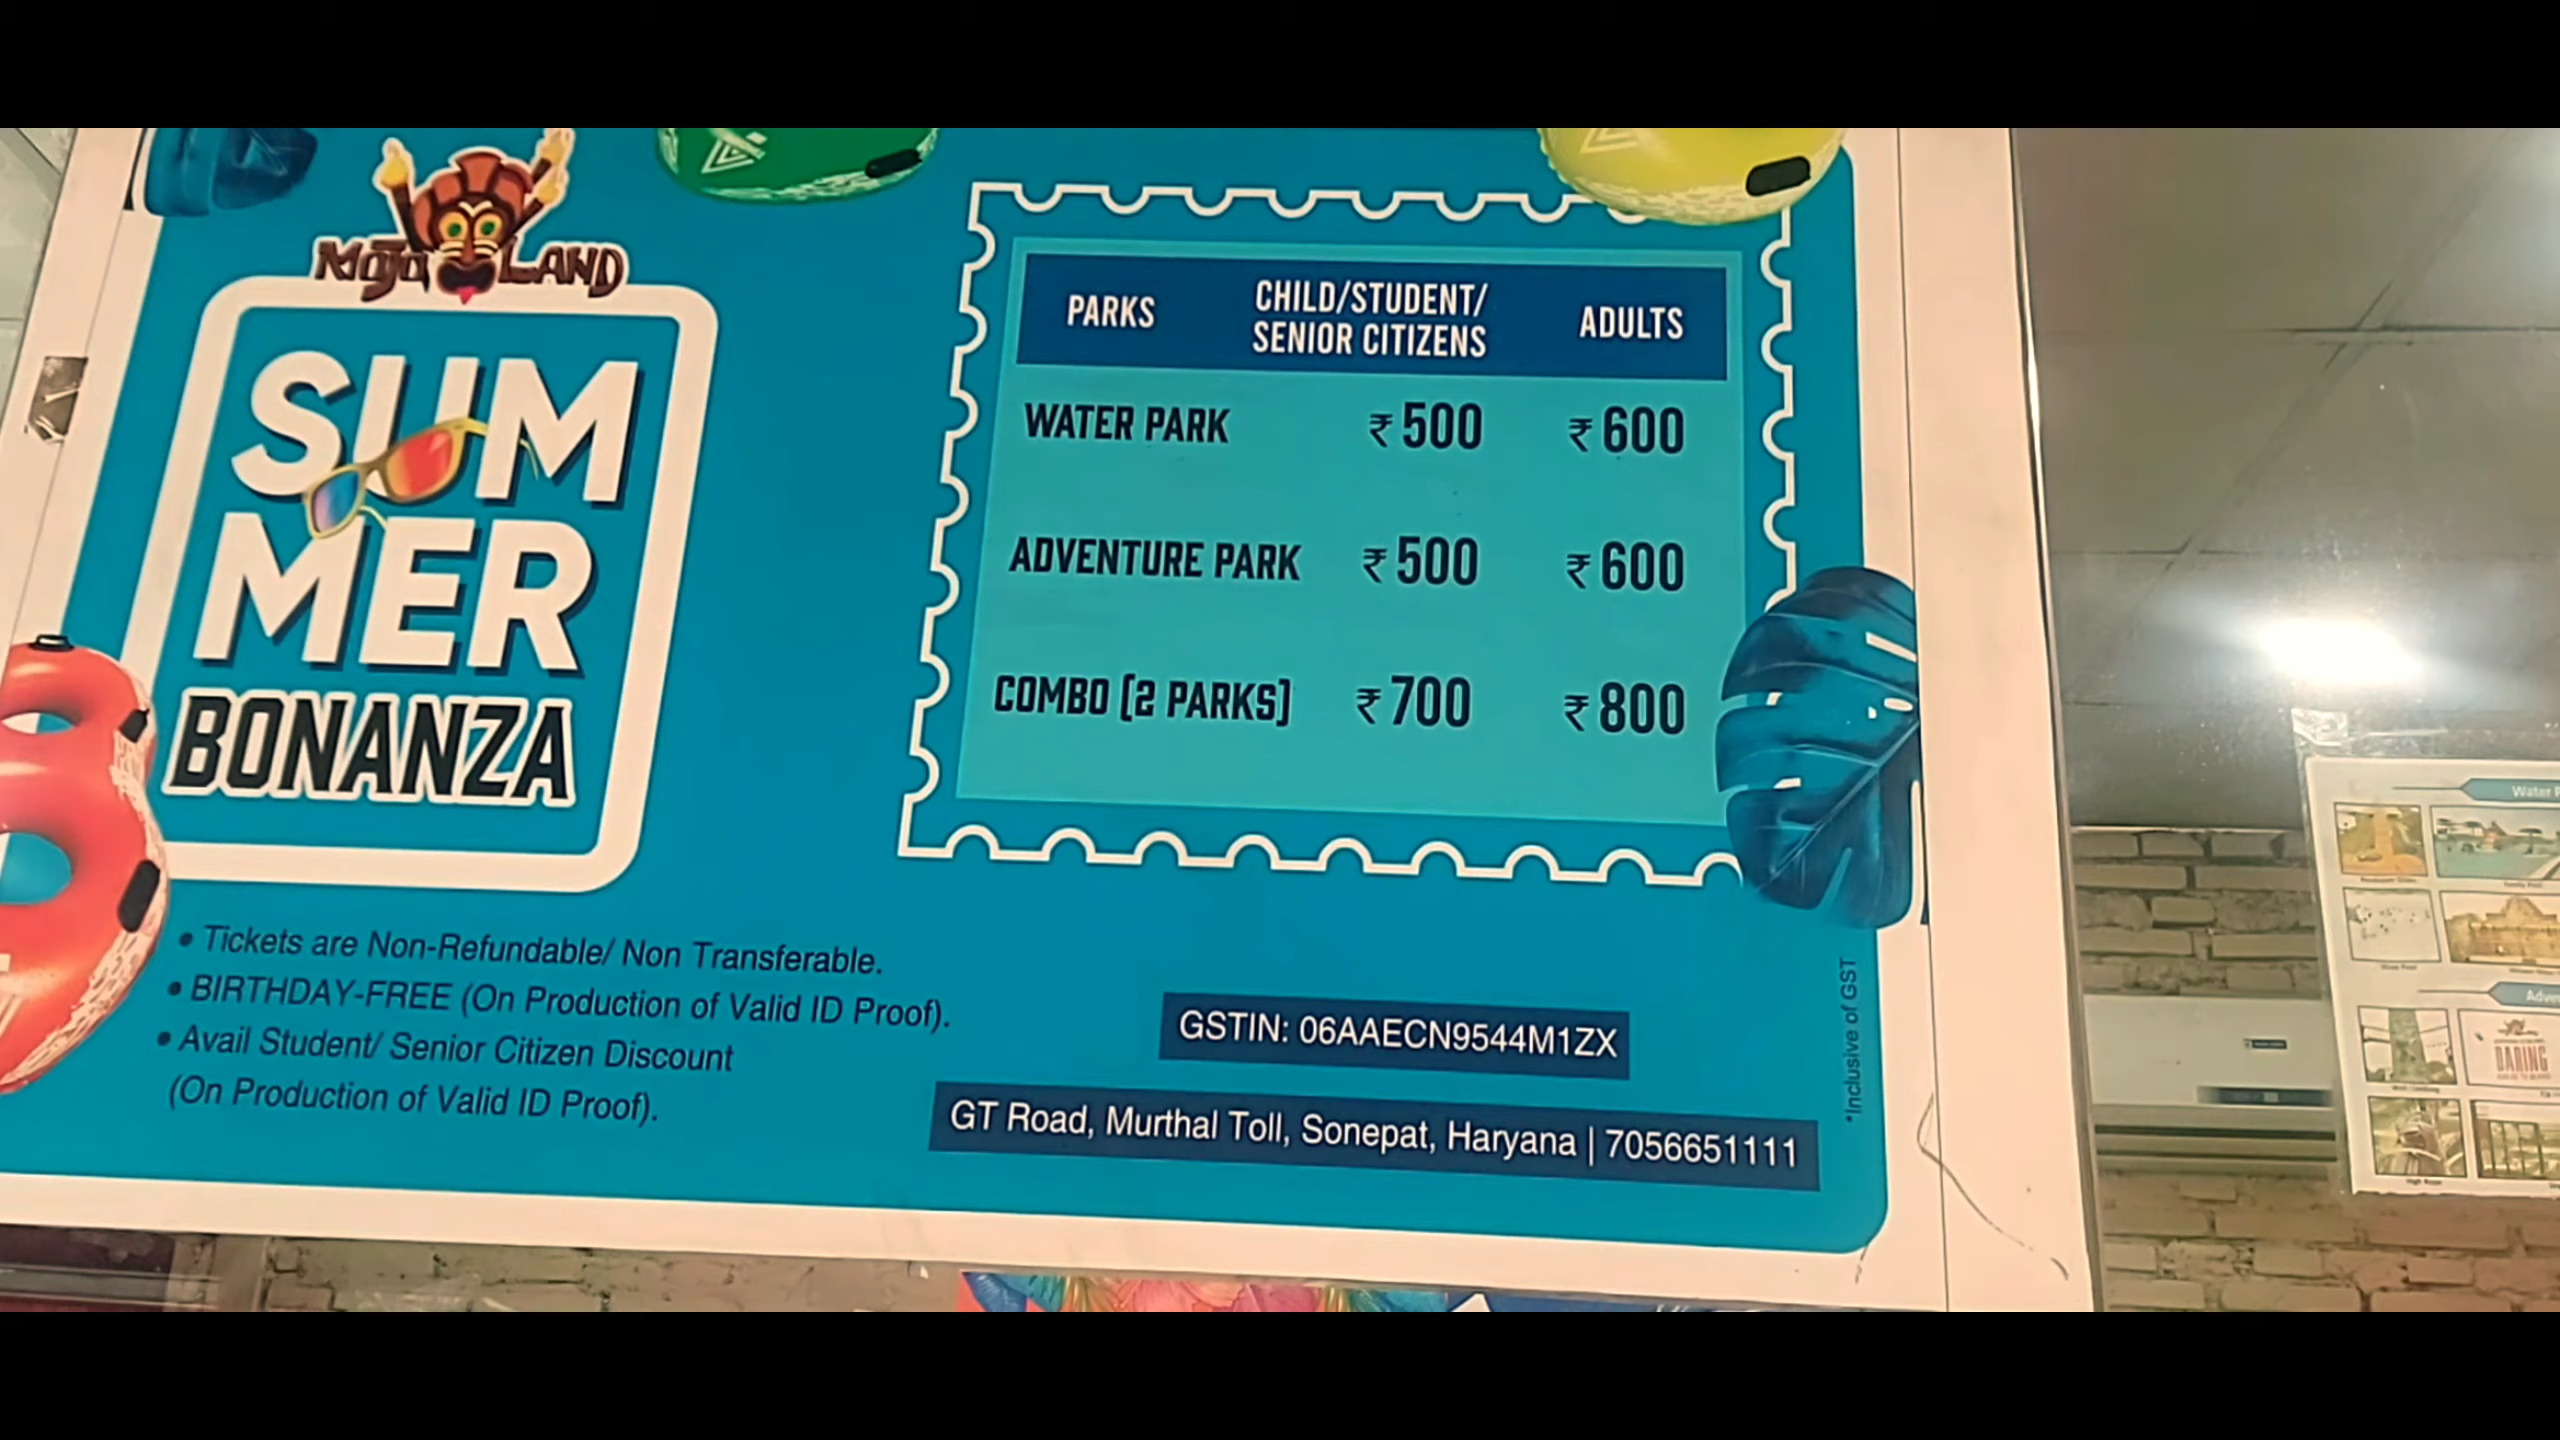 MOJO LAND
SUM
MER
BONANZA
PARKS CHILD/STUDENT/ SENIOR CITIZENS ADULTS
WATER PARK ₹500 ₹600
ADVENTURE PARK ₹500 ₹600
COMBO (2 PARKS) ₹700 ₹800
• Tickets are Non-Refundable/ Non Transferable.
• BIRTHDAY-FREE (On Production of Valid ID Proof).
• Avail Student/ Senior Citizen Discount
(On Production of Valid ID Proof).
GSTIN: 06AAECN9544M1ZX
GT Road, Murthal Toll, Sonepat, Haryana | 7056651111
*Inclusive of GST
Water
DARING